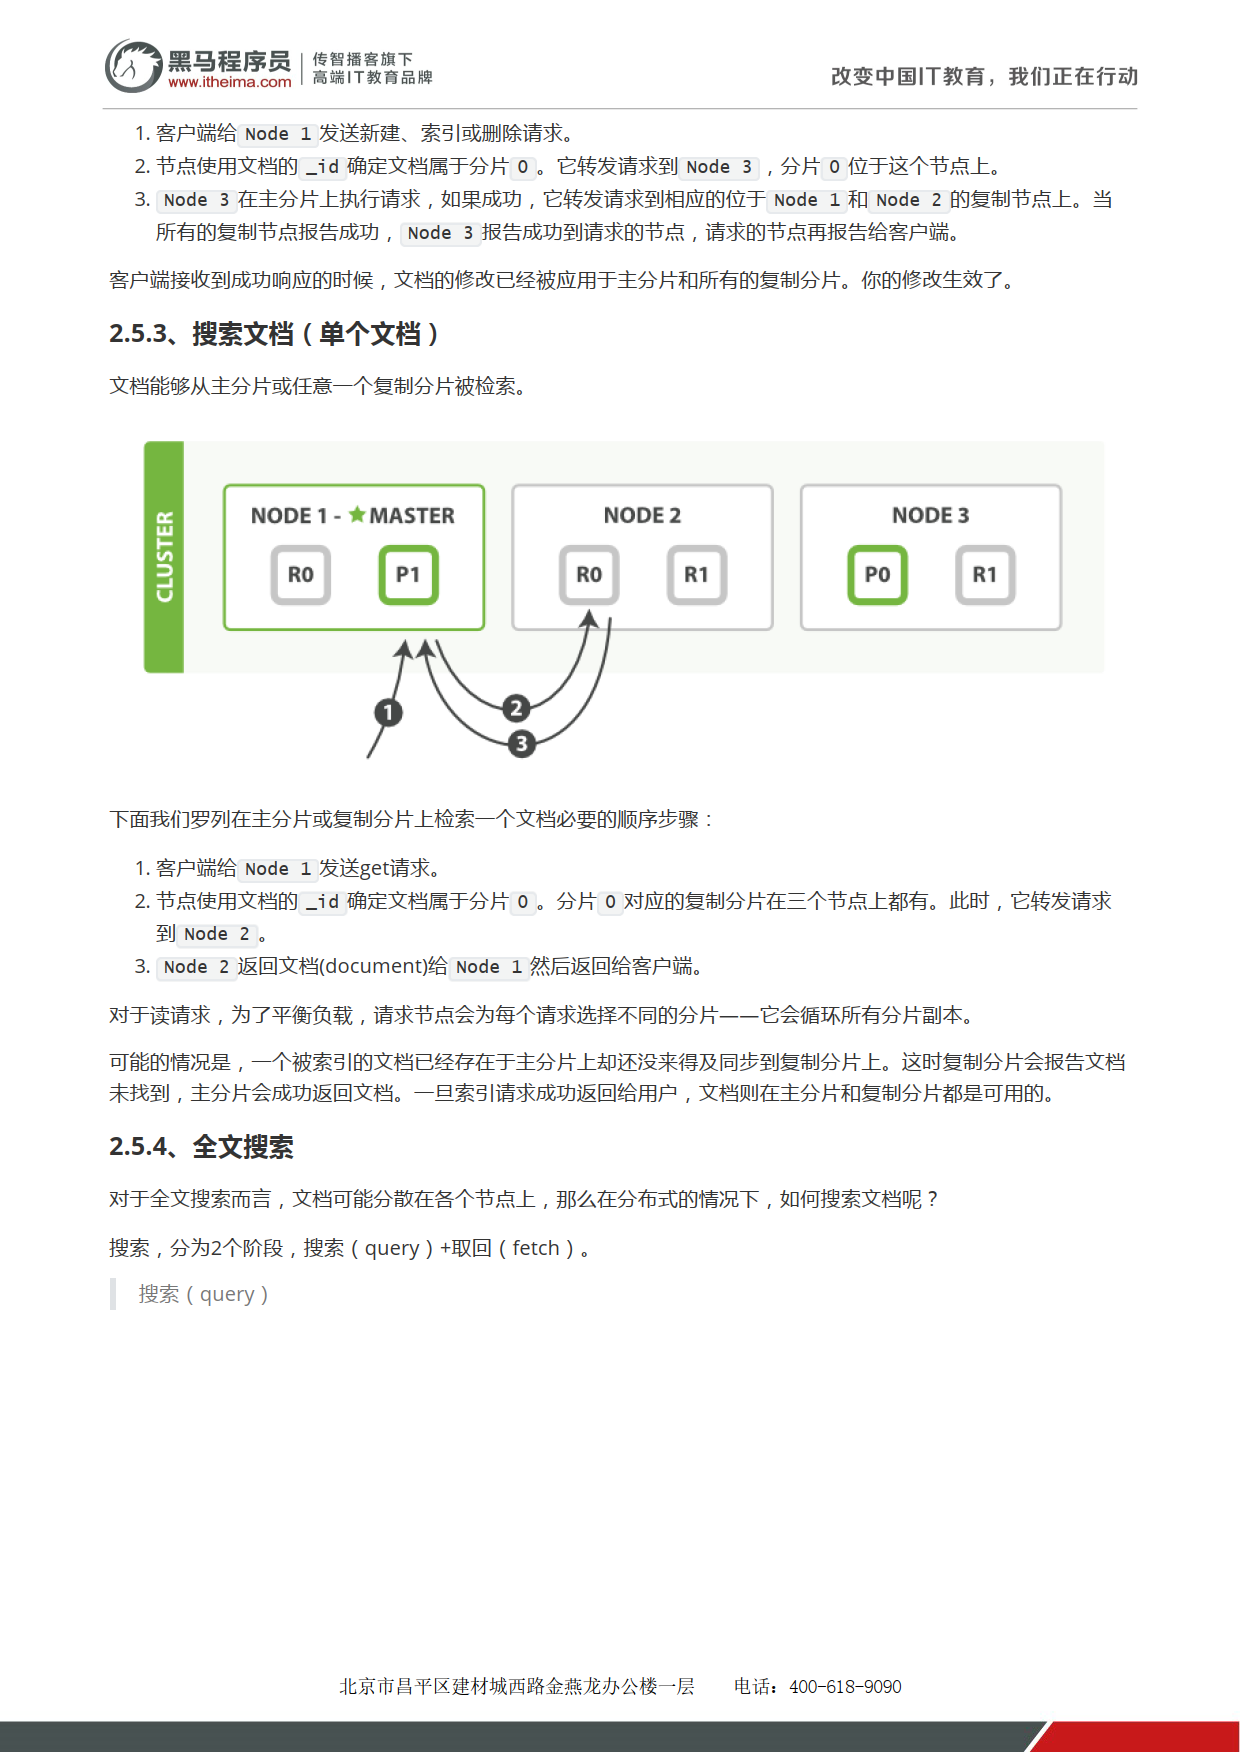 黑马程序员
www.itheima.com
传智播客旗下
高端IT教育品牌
改变中国IT教育，我们正在行动
1. 客户端给 Node 1 发送新建、索引或删除请求。
2. 节点使用文档的 _id 确定文档属于分片 0 。它转发请求到 Node 3 ，分片 0 位于这个节点上。
3. Node 3 在主分片上执行请求，如果成功，它转发请求到相应的位于 Node 1 和 Node 2 的复制节点上。当
所有的复制节点报告成功， Node 3 报告成功到请求的节点，请求的节点再报告给客户端。
客户端接收到成功响应的时候，文档的修改已经被应用于主分片和所有的复制分片。你的修改生效了。
2.5.3、搜索文档（单个文档）
文档能够从主分片或任意一个复制分片被检索。
CLUSTER
NODE 1 - ★ MASTER
R0 P1
NODE 2
R0 R1
NODE 3
P0 R1
1
2
3
下面我们罗列在主分片或复制分片上检索一个文档必要的顺序步骤：
1. 客户端给 Node 1 发送get请求。
2. 节点使用文档的 _id 确定文档属于分片 0 。分片 0 对应的复制分片在三个节点上都有。此时，它转发请求
到 Node 2 。
3. Node 2 返回文档(document)给 Node 1 然后返回给客户端。
对于读请求，为了平衡负载，请求节点会为每个请求选择不同的分片——它会循环所有分片副本。
可能的情况是，一个被索引的文档已经存在于主分片上却还没来得及同步到复制分片上。这时复制分片会报告文档
未找到，主分片会成功返回文档。一旦索引请求成功返回给用户，文档则在主分片和复制分片都是可用的。
2.5.4、全文搜索
对于全文搜索而言，文档可能分散在各个节点上，那么在分布式的情况下，如何搜索文档呢？
搜索，分为2个阶段，搜索（query）+取回（fetch）。
搜索（query）
北京市昌平区建材城西路金燕龙办公楼一层 电话：400-618-9090